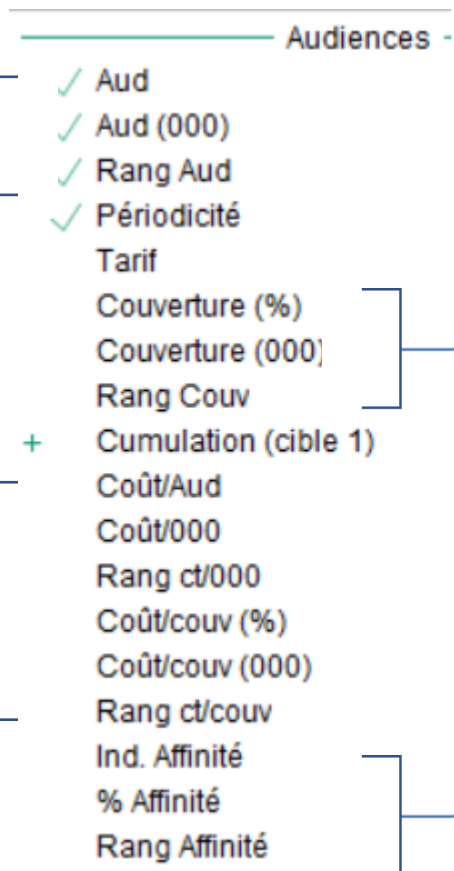 Audiences
Aud
Aud (000)
Rang Aud
Périodicité
Tarif
Couverture (%)
Couverture (000)
Rang Couv
+ Cumulation (cible 1)
Coût/Aud
Coût/000
Rang ct/000
Coût/couv (%)
Coût/couv (000)
Rang ct/couv
Ind. Affinité
% Affinité
Rang Affinité